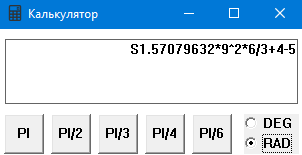 Калькулятор
S1.57079632*9^2*6/3+4-5
PI PI/2 PI/3 PI/4 PI/6
DEG
RAD